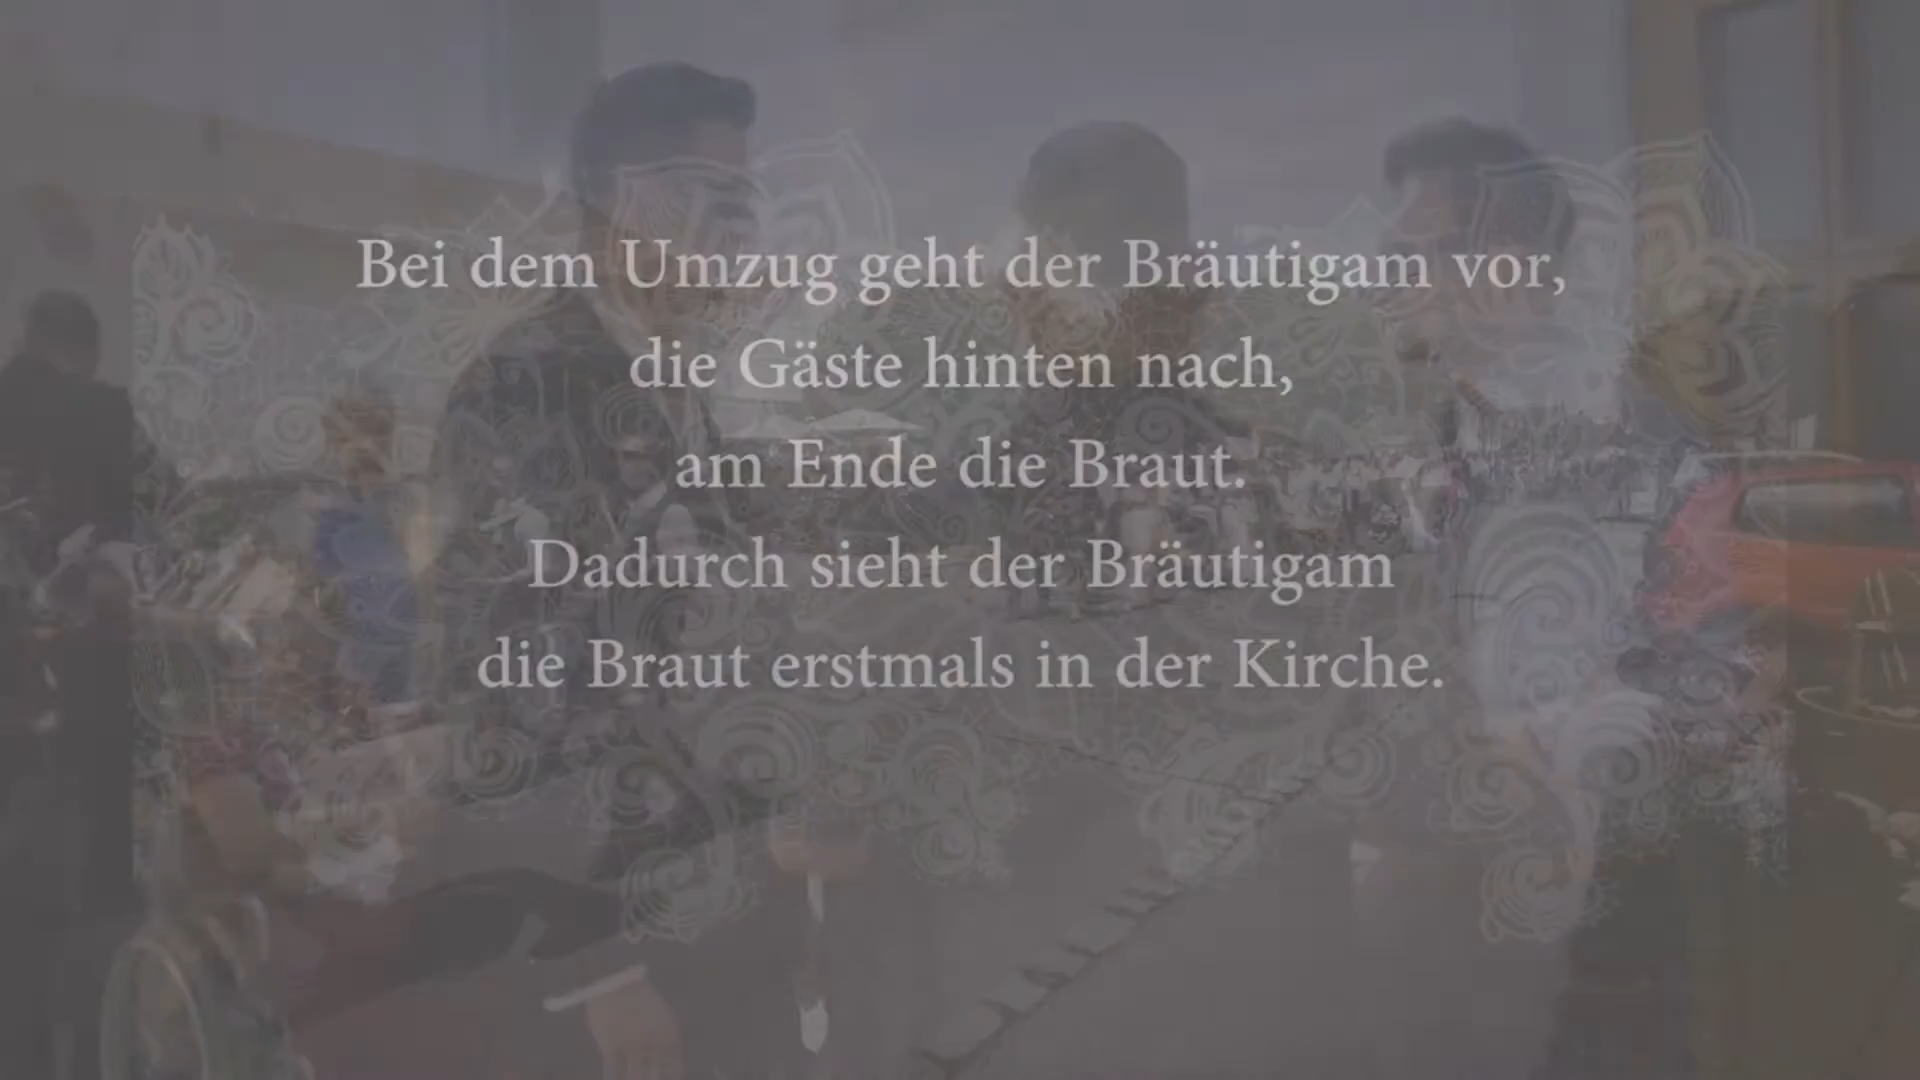 Bei dem Umzug geht der Bräutigam vor,
die Gäste hinten nach,
am Ende die Braut.
Dadurch sieht der Bräutigam
die Braut erstmals in der Kirche.